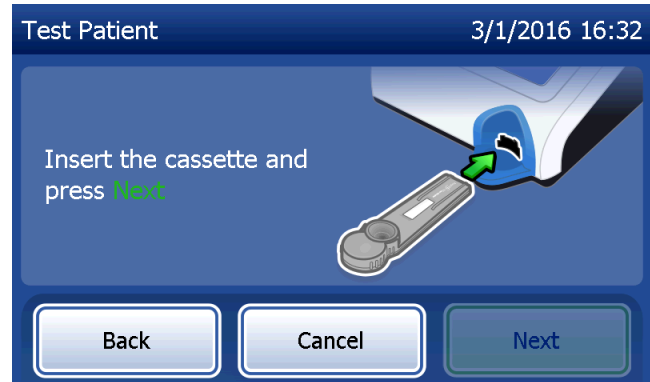 Test Patient 3/1/2016 16:32
Insert the cassette and
press Next
Back Cancel Next